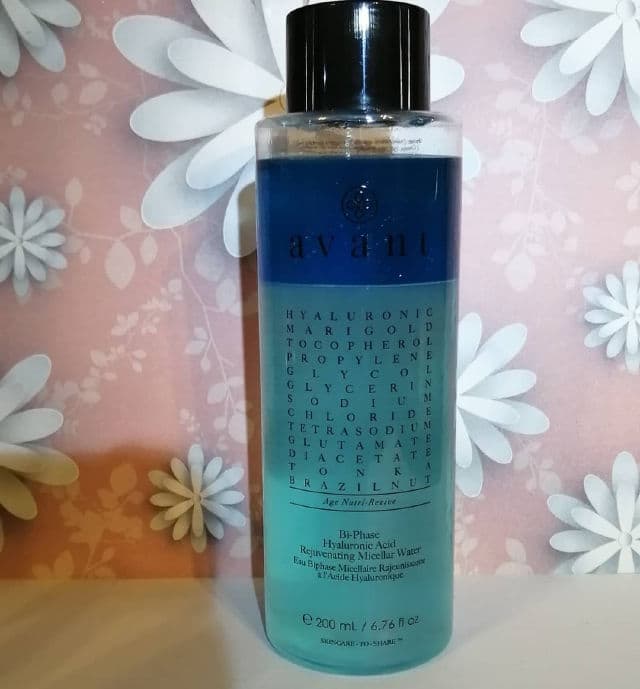 avant
HYALURONIC
MARIGOLD
TOCOPHEROL
PROPYLENE
GLYCOL
GLYCERIN
SODIUM
CHLORIDE
TETRASODIUM
GLUTAMATE
DIACETATE
TONKA
BRAZILNUT
Age Nutri-Revive
Bi-Phase
Hyaluronic Acid
Rejuvenating Micellar Water
Eau Biphase Micellaire Rajeunissante
à l'Acide Hyaluronique
℮ 200 ml / 6.76 fl oz
SKINCARE-TO-SHARE™